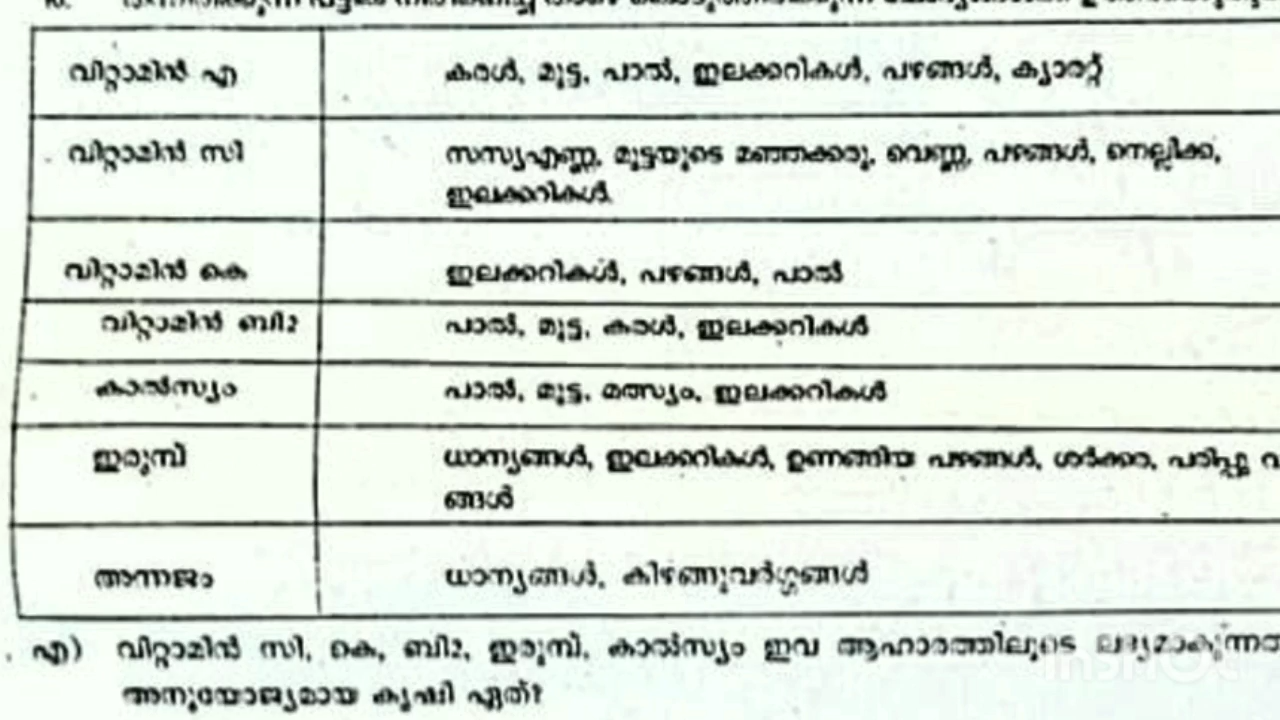 വിറ്റാമിൻ എ കരൾ, മുട്ട, പാൽ, ഇലക്കറികൾ, പഴങ്ങൾ, ക്യാരറ്റ്
വിറ്റാമിൻ സി സസ്യഎണ്ണ, മുട്ടയുടെ മഞ്ഞക്കരു, വെണ്ണ, പഴങ്ങൾ, നെല്ലിക്ക,
ഇലക്കറികൾ.
വിറ്റാമിൻ കെ ഇലക്കറികൾ, പഴങ്ങൾ, പാൽ
വിറ്റാമിൻ ബി2 പാൽ, മുട്ട, കരൾ, ഇലക്കറികൾ
കാൽസ്യം പാൽ, മുട്ട, മത്സ്യം, ഇലക്കറികൾ
ഇരുമ്പ് ധാന്യങ്ങൾ, ഇലക്കറികൾ, ഉണങ്ങിയ പഴങ്ങൾ, ശർക്കര, പരിപ്പു
ങ്ങൾ
അന്നജം ധാന്യങ്ങൾ, കിഴങ്ങുവർഗ്ഗങ്ങൾ
എ) വിറ്റാമിൻ സി, കെ, ബി2, ഇരുമ്പ്, കാൽസ്യം ഇവ ആഹാരത്തിലൂടെ
അനുയോജ്യമായ കൃഷി ഏത്?